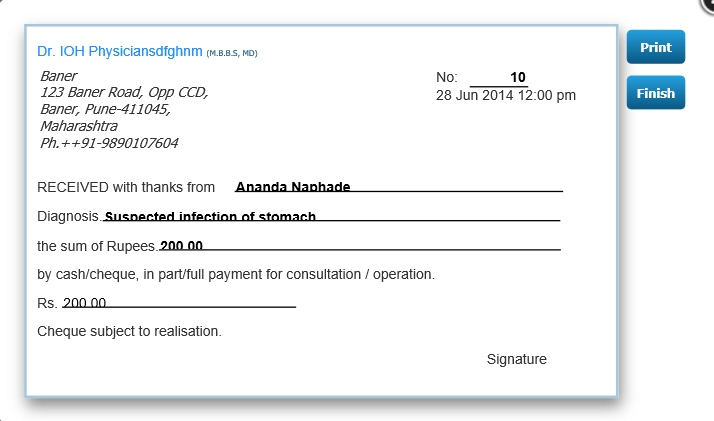 Dr. IOH Physiciansdfghnm (M.B.B.S, MD)
Baner
123 Baner Road, Opp CCD,
Baner, Pune-411045,
Maharashtra
Ph.++91-9890107604
No: 10
28 Jun 2014 12:00 pm
RECEIVED with thanks from Ananda Naphade
Diagnosis. Suspected infection of stomach
the sum of Rupees. 200.00
by cash/cheque, in part/full payment for consultation / operation.
Rs. 200.00
Cheque subject to realisation.
Signature
Print
Finish